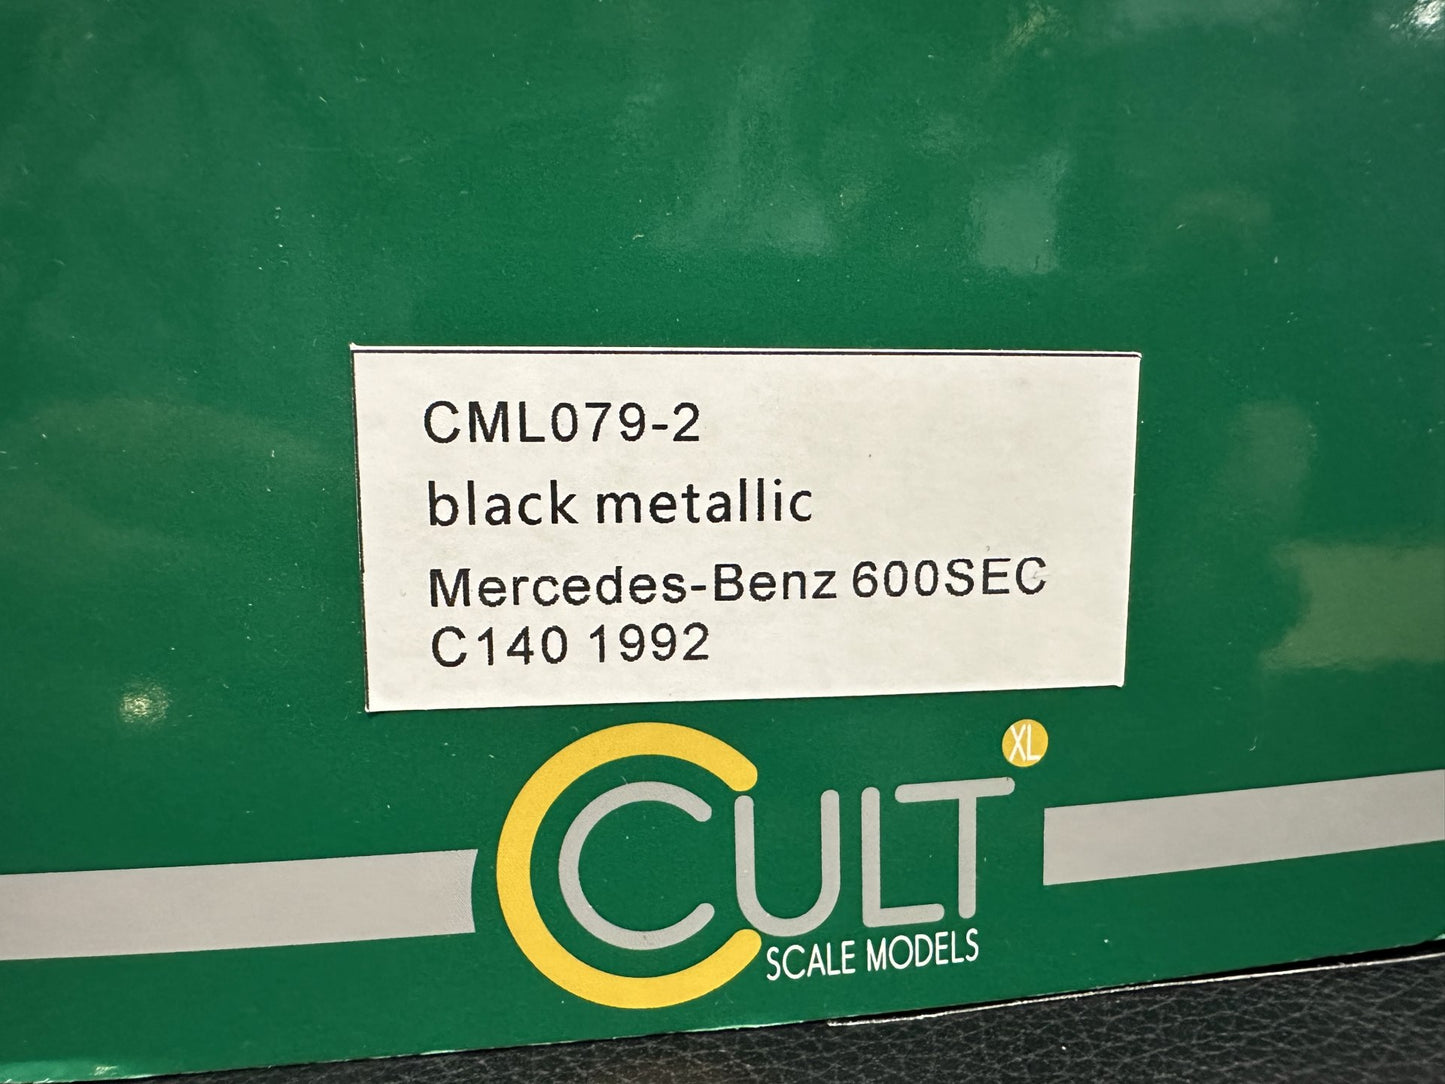 CML079-2
black metallic
Mercedes-Benz 600SEC
C140 1992
XL
CULT
SCALE MODELS